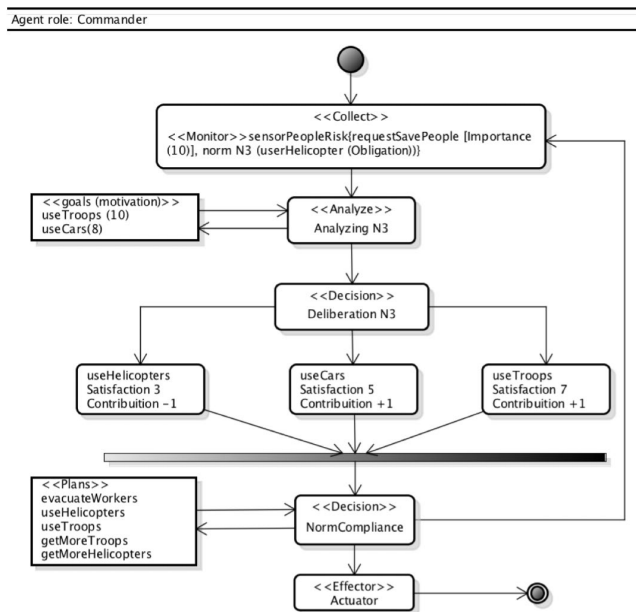 Agent role: Commander
<<Collect>>
<<Monitor>>sensorPeopleRisk{requestSavePeople [Importance
(10)], norm N3 (userHelicopter (Obligation))}
<<goals (motivation)>>
useTroops (10)
useCars(8)
<<Analyze>>
Analyzing N3
<<Decision>>
Deliberation N3
useHelicopters
Satisfaction 3
Contribuition -1
useCars
Satisfaction 5
Contribuition +1
useTroops
Satisfaction 7
Contribuition +1
<<Plans>>
evacuateWorkers
useHelicopters
useTroops
getMoreTroops
getMoreHelicopters
<<Decision>>
NormCompliance
<<Effector>>
Actuator